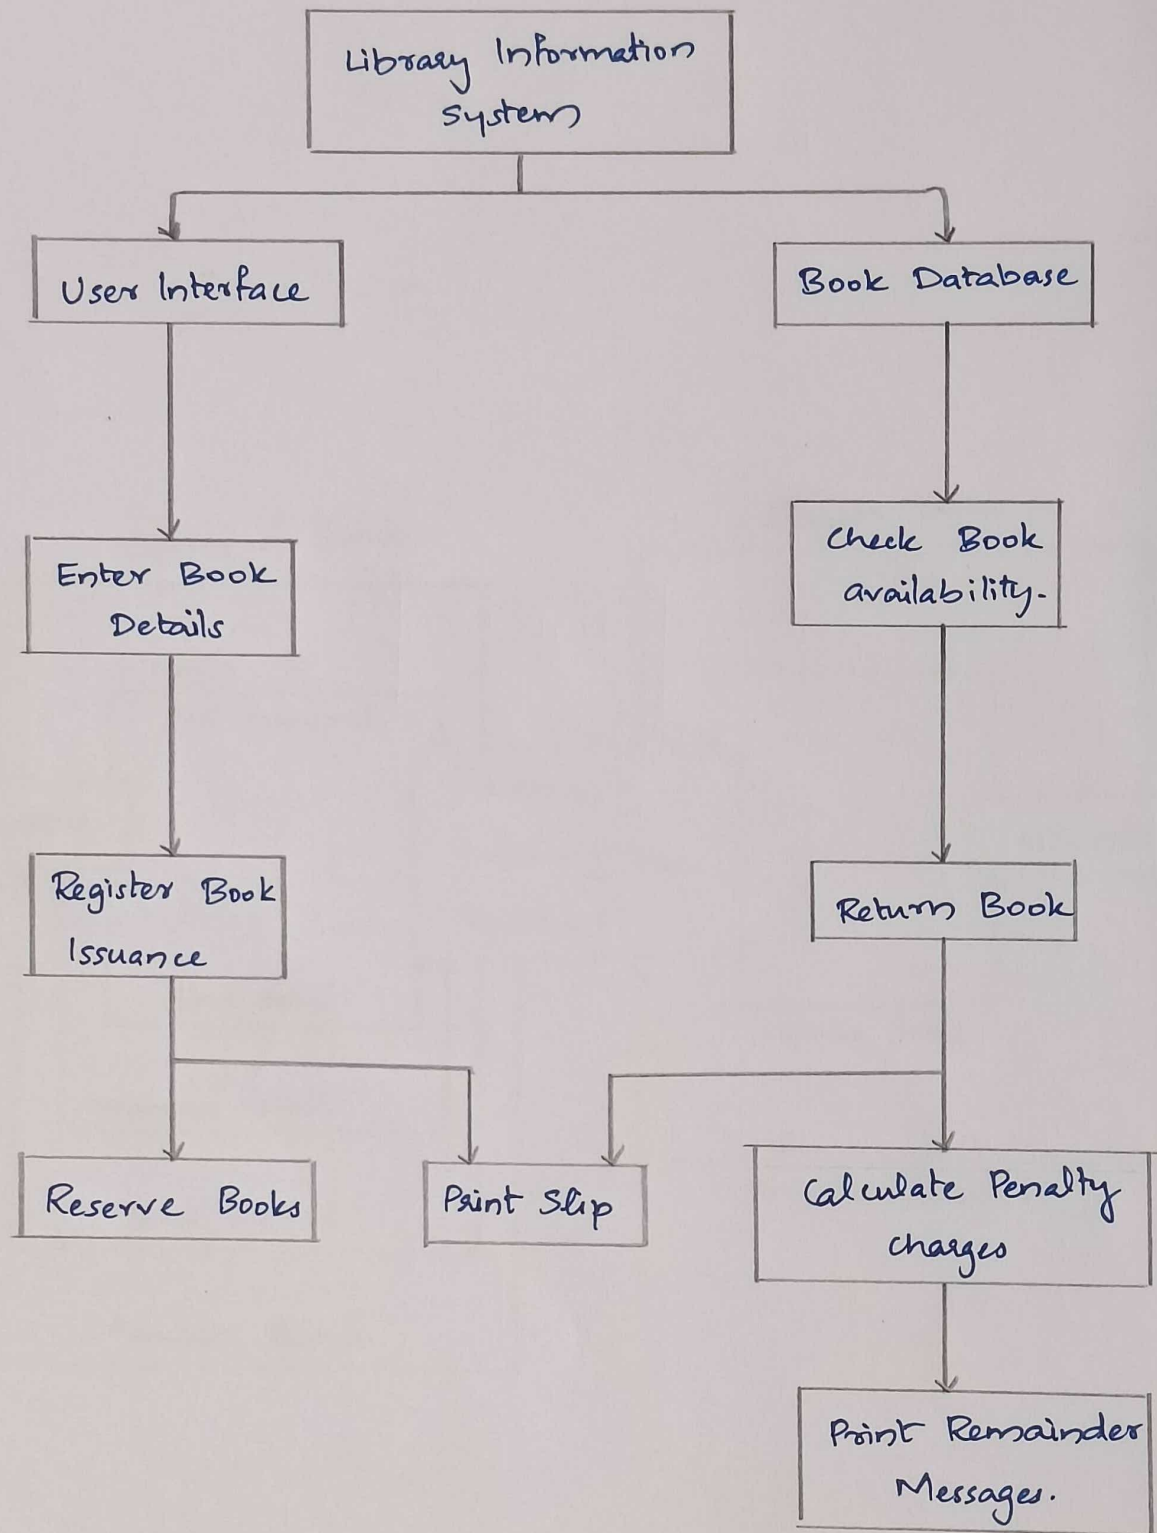 Library Information
System
User Interface
Book Database
Enter Book
Details
Check Book
availability.
Register Book
Issuance
Return Book
Reserve Books
Print Slip
Calculate Penalty
charges
Print Remainder
Messages.